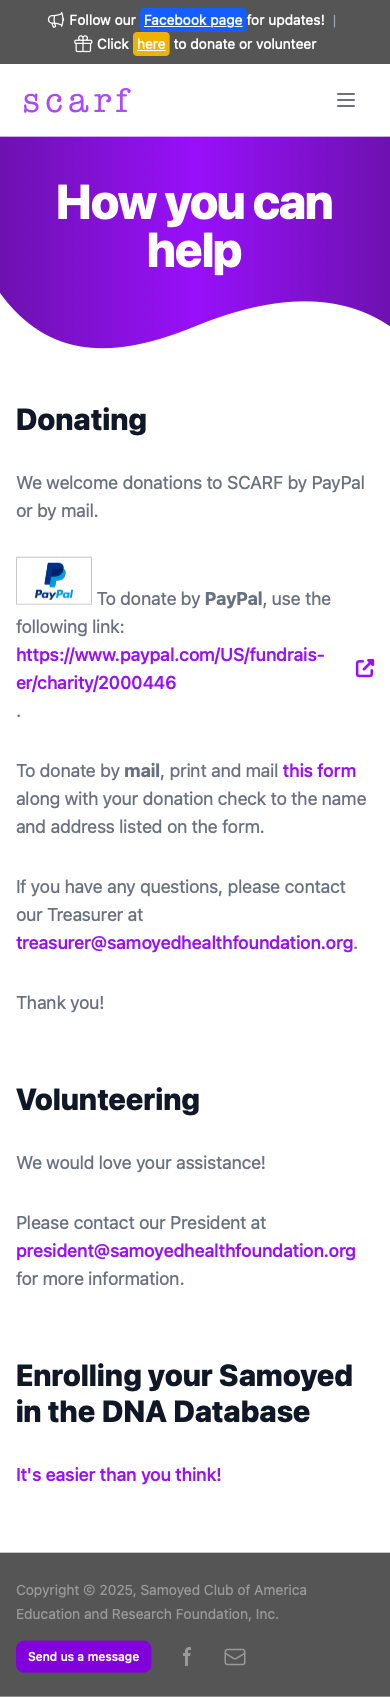 Follow our Facebook page for updates! |
Click here to donate or volunteer
scarf
How you can
help
Donating
We welcome donations to SCARF by PayPal
or by mail.
PayPal To donate by PayPal, use the
following link:
https://www.paypal.com/US/fundrais-
er/charity/2000446
.
To donate by mail, print and mail this form
along with your donation check to the name
and address listed on the form.
If you have any questions, please contact
our Treasurer at
treasurer@samoyedhealthfoundation.org.
Thank you!
Volunteering
We would love your assistance!
Please contact our President at
president@samoyedhealthfoundation.org
for more information.
Enrolling your Samoyed
in the DNA Database
It's easier than you think!
Copyright © 2025, Samoyed Club of America
Education and Research Foundation, Inc.
Send us a message